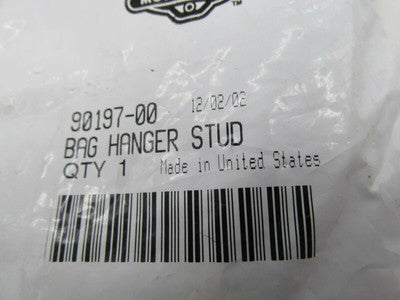 90197-00 12/02/02
BAG HANGER STUD
QTY 1 Made in United States